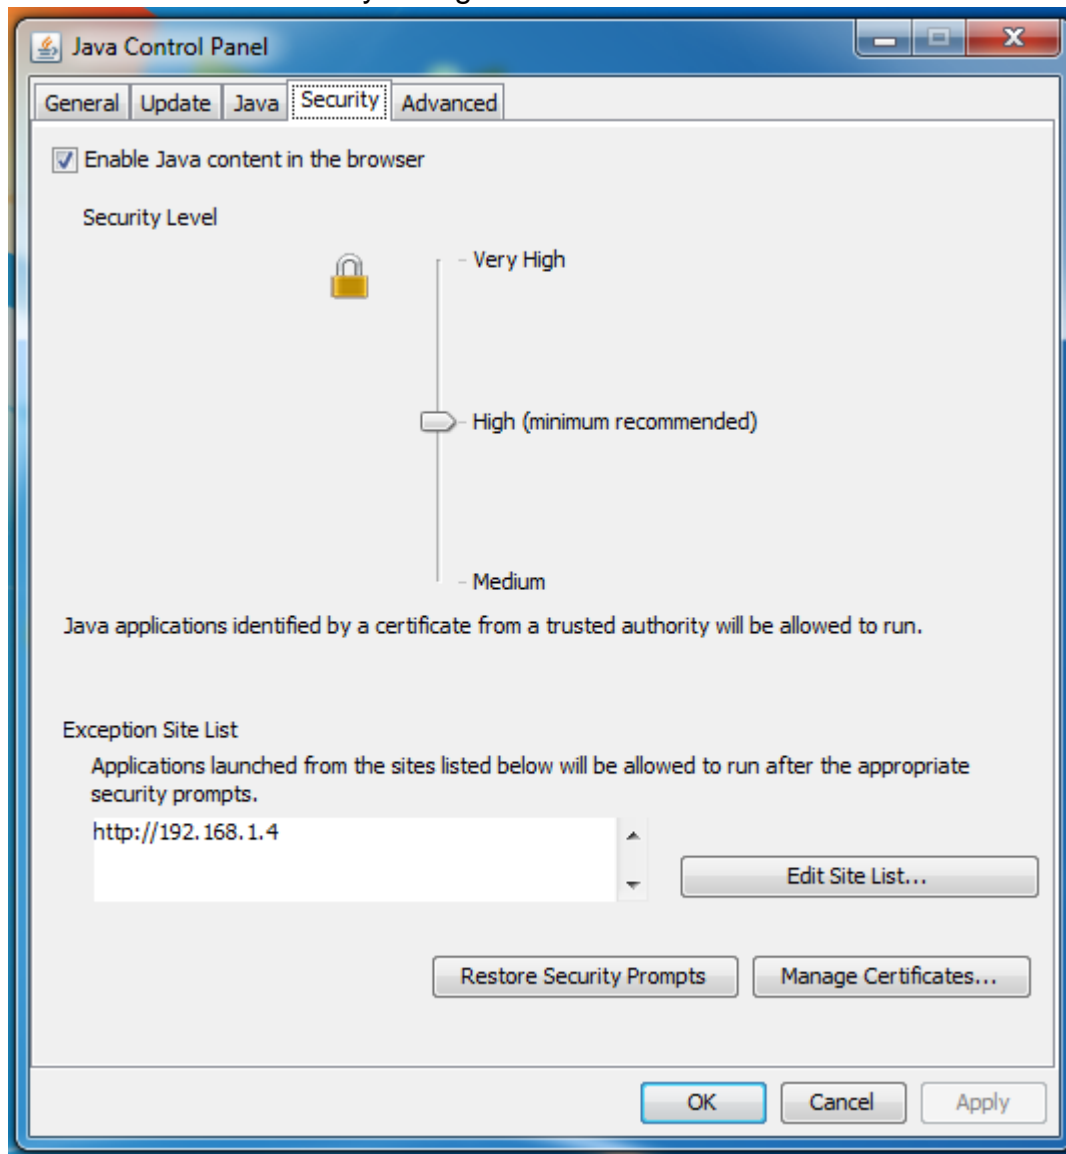 Java Control Panel
General Update Java Security Advanced
Enable Java content in the browser
Security Level
- Very High
- High (minimum recommended)
- Medium
Java applications identified by a certificate from a trusted authority will be allowed to run.
Exception Site List
Applications launched from the sites listed below will be allowed to run after the appropriate
security prompts.
http://192.168.1.4
Edit Site List...
Restore Security Prompts Manage Certificates...
OK Cancel Apply